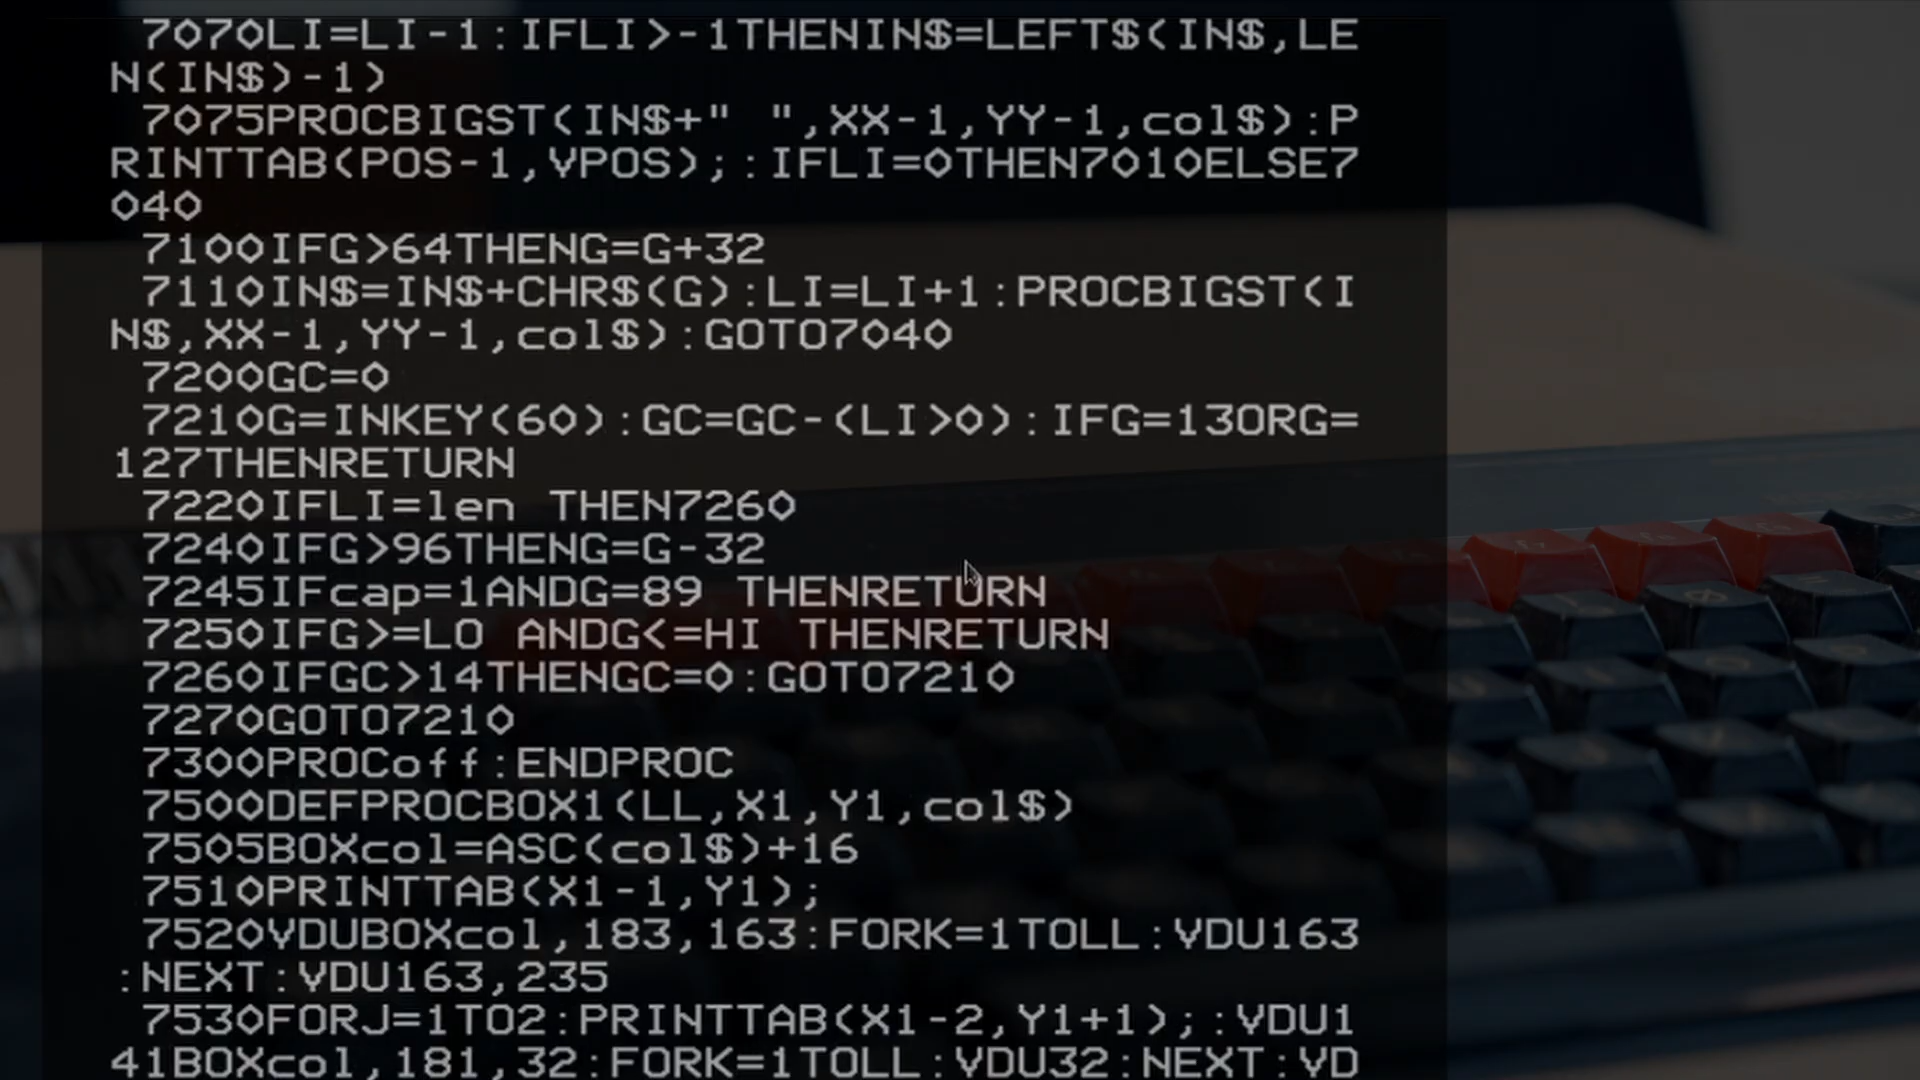 7070LI=LI-1:IFLI>-1THENIN$=LEFT$(IN$,LE
N(IN$)-1)
7075PROCBIGST(IN$+" ",XX-1,YY-1,col$):P
RINTTAB(POS-1,VPOS);:IFLI=0THEN7010ELSE7
040
7100IFG>64THENG=G+32
7110IN$=IN$+CHR$(G):LI=LI+1:PROCBIGST(I
N$,XX-1,YY-1,col$):GOTO7040
7200GC=0
7210G=INKEY(60):GC=GC-(LI>0):IFG=13ORG=
127THENRETURN
7220IFLI=len THEN7260
7240IFG>96THENG=G-32
7245IFcap=1ANDG=89 THENRETURN
7250IFG>=LO ANDG<=HI THENRETURN
7260IFGC>14THENGC=0:GOTO7210
7270GOTO7210
7300PROCoff:ENDPROC
7500DEFPROCBOX1(LL,X1,Y1,col$)
7505BOXcol=ASC(col$)+16
7510PRINTTAB(X1-1,Y1);
7520VDUBOXcol,183,163:FORK=1TOLL:VDU163
:NEXT:VDU163,235
7530FORJ=1TO2:PRINTTAB(X1-2,Y1+1);:VDU1
41BOXcol,181,32:FORK=1TOLL:VDU32:NEXT:VD